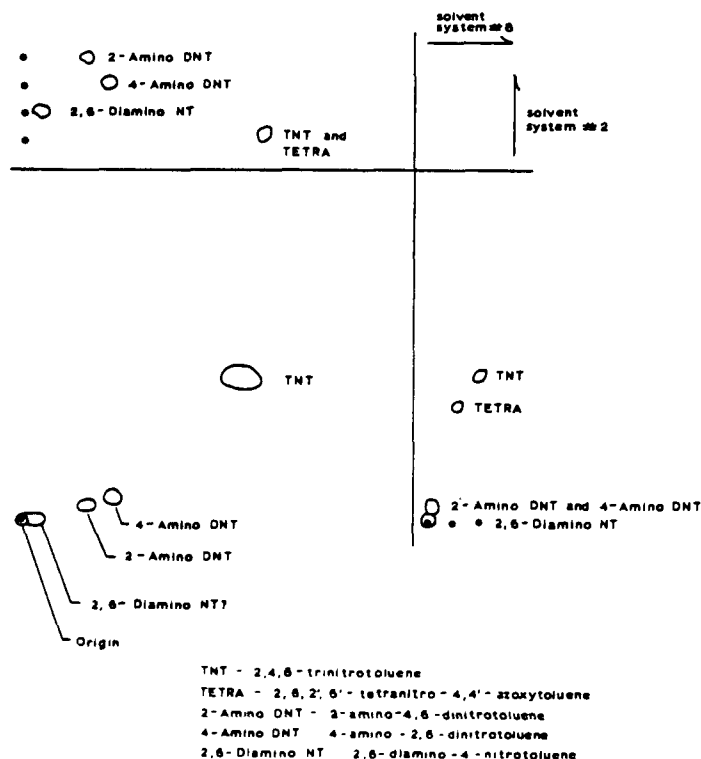 solvent
system #6
2-Amino DNT
4-Amino DNT
2,6-Diamino NT
TNT and
TETRA
solvent
system #2
TNT
TNT
TETRA
2-Amino DNT and 4-Amino DNT
2,6-Diamino NT
4-Amino DNT
2-Amino DNT
2,6-Diamino NT?
Origin
TNT - 2,4,6-trinitrotoluene
TETRA - 2,6,2',6'-tetranitro-4,4'-azoxytoluene
2-Amino DNT - 2-amino-4,6-dinitrotoluene
4-Amino DNT 4-amino-2,6-dinitrotoluene
2,6-Diamino NT 2,6-diamino-4-nitrotoluene